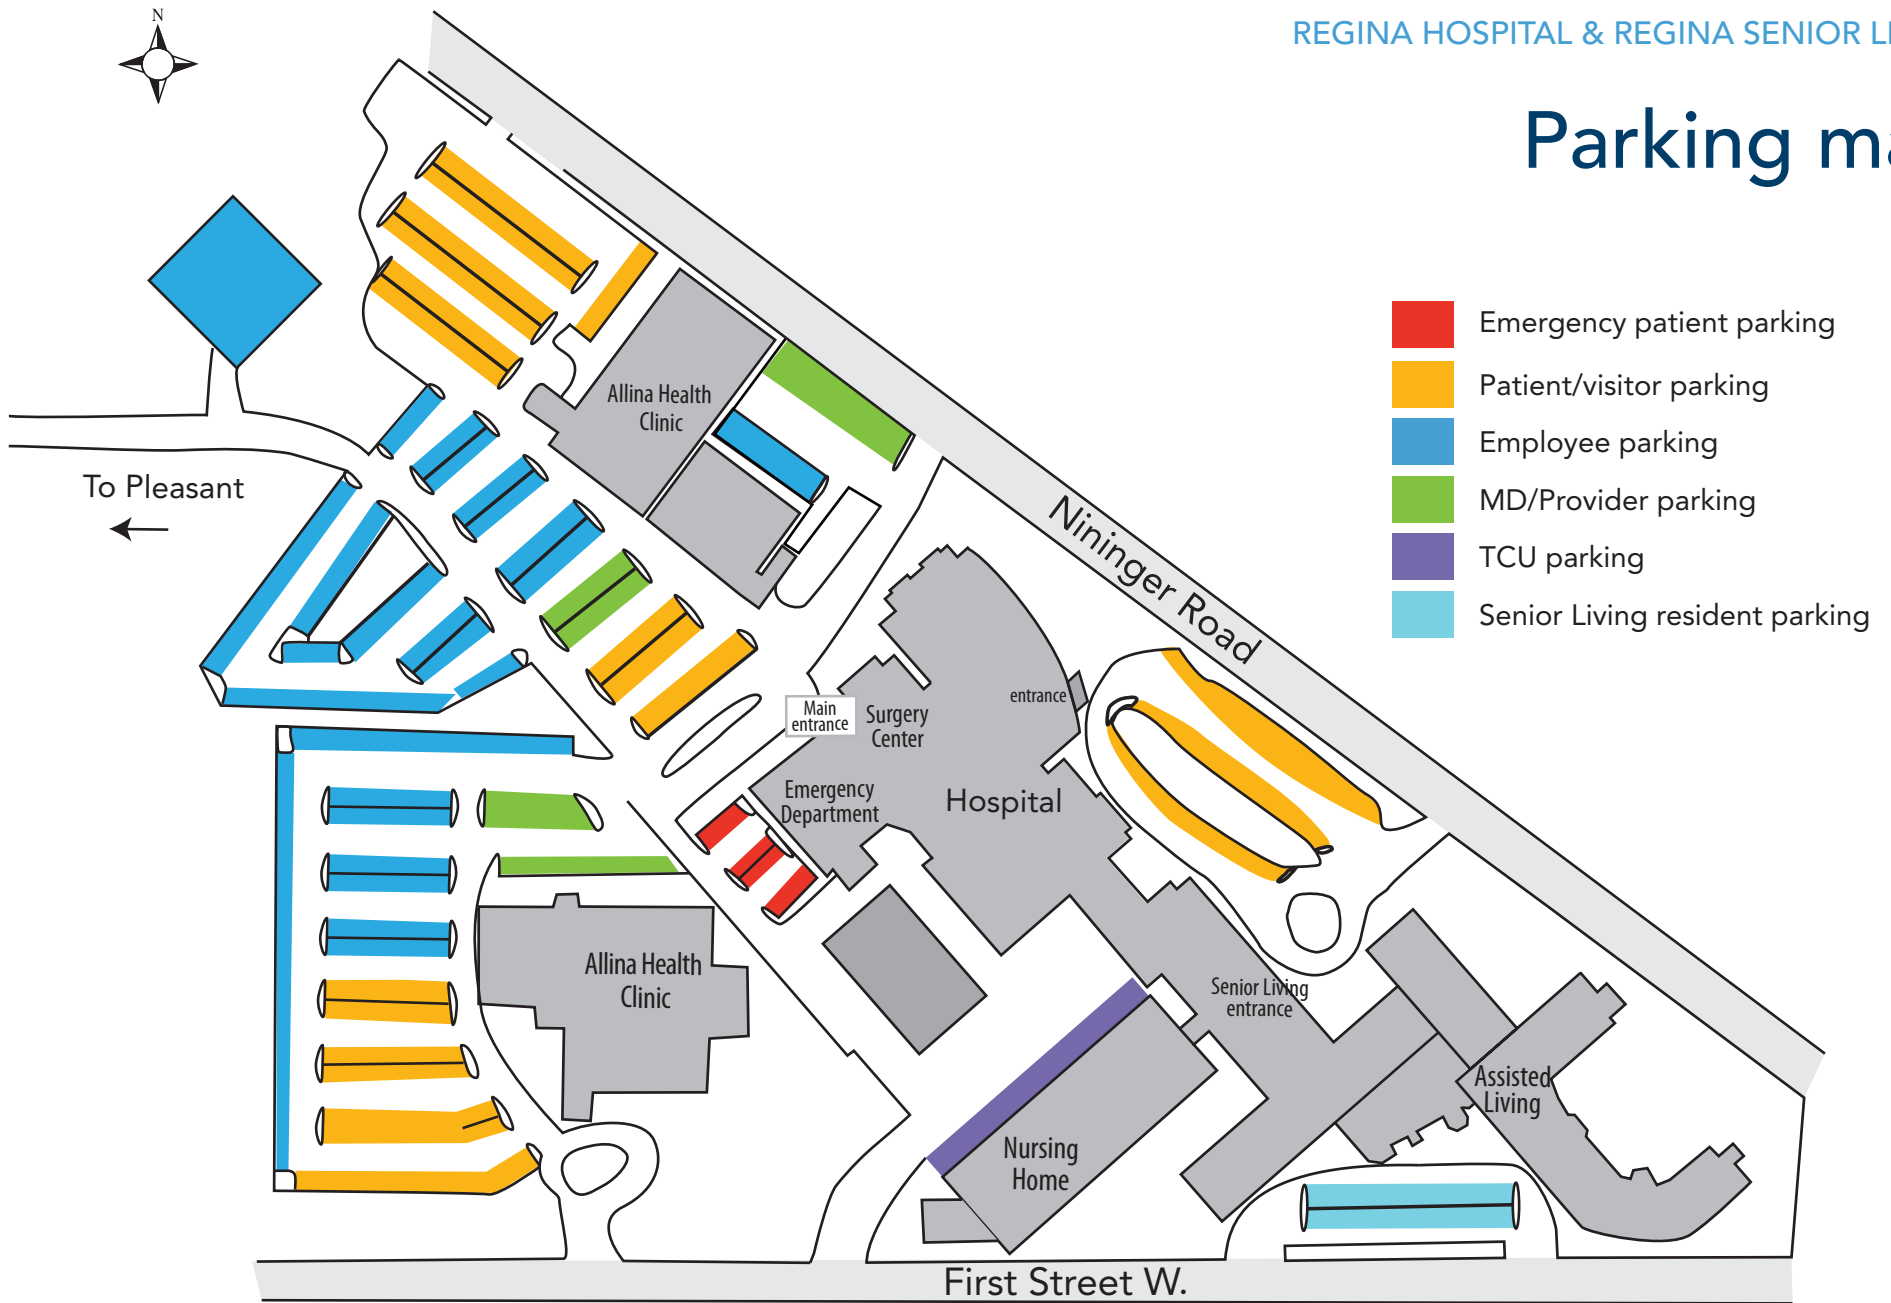 N
REGINA HOSPITAL & REGINA SENIOR
Parking
Emergency patient parking
Patient/visitor parking
Employee parking
MD/Provider parking
TCU parking
Senior Living resident parking
To Pleasant
Allina Health
Clinic
Nininger Road
entrance
Main
entrance
Surgery
Center
Emergency
Department
Hospital
Allina Health
Clinic
Senior Living
entrance
Assisted
Living
Nursing
Home
First Street W.